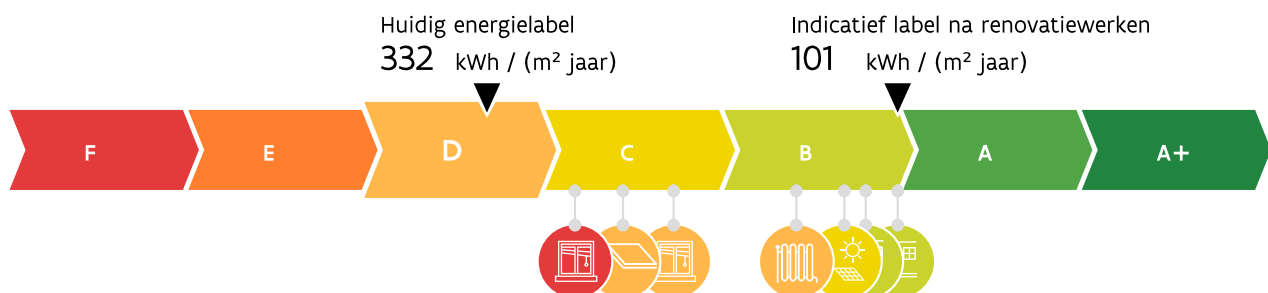 Huidig energielabel
332 kWh / (m² jaar)
Indicatief label na renovatiewerken
101 kWh / (m² jaar)
F E D C B A A+